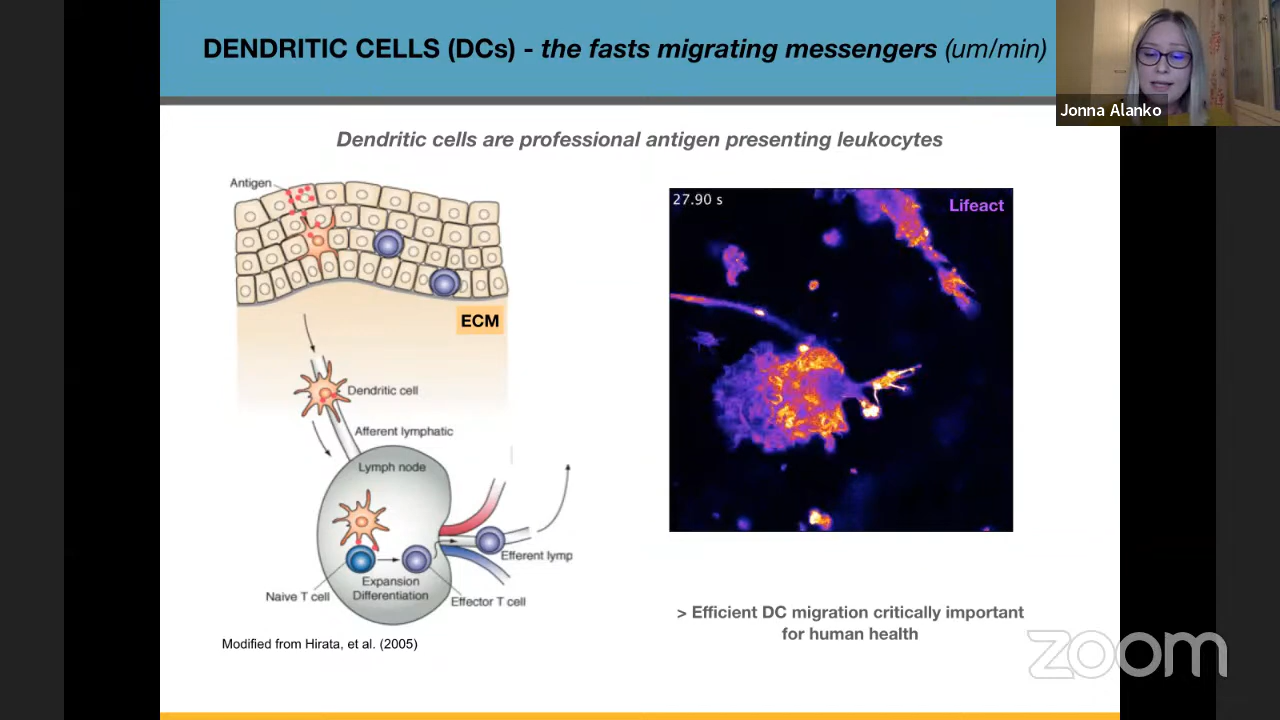 DENDRITIC CELLS (DCs) - the fasts migrating messengers (um/min)
Jonna Alanko
Dendritic cells are professional antigen presenting leukocytes
Antigen
ECM
Dendritic cell
Afferent lymphatic
Lymph node
Efferent lymp
Naive T cell
Expansion
Differentiation
Effector T cell
Modified from Hirata, et al. (2005)
27.90 s
Lifeact
> Efficient DC migration critically important
for human health
zoom